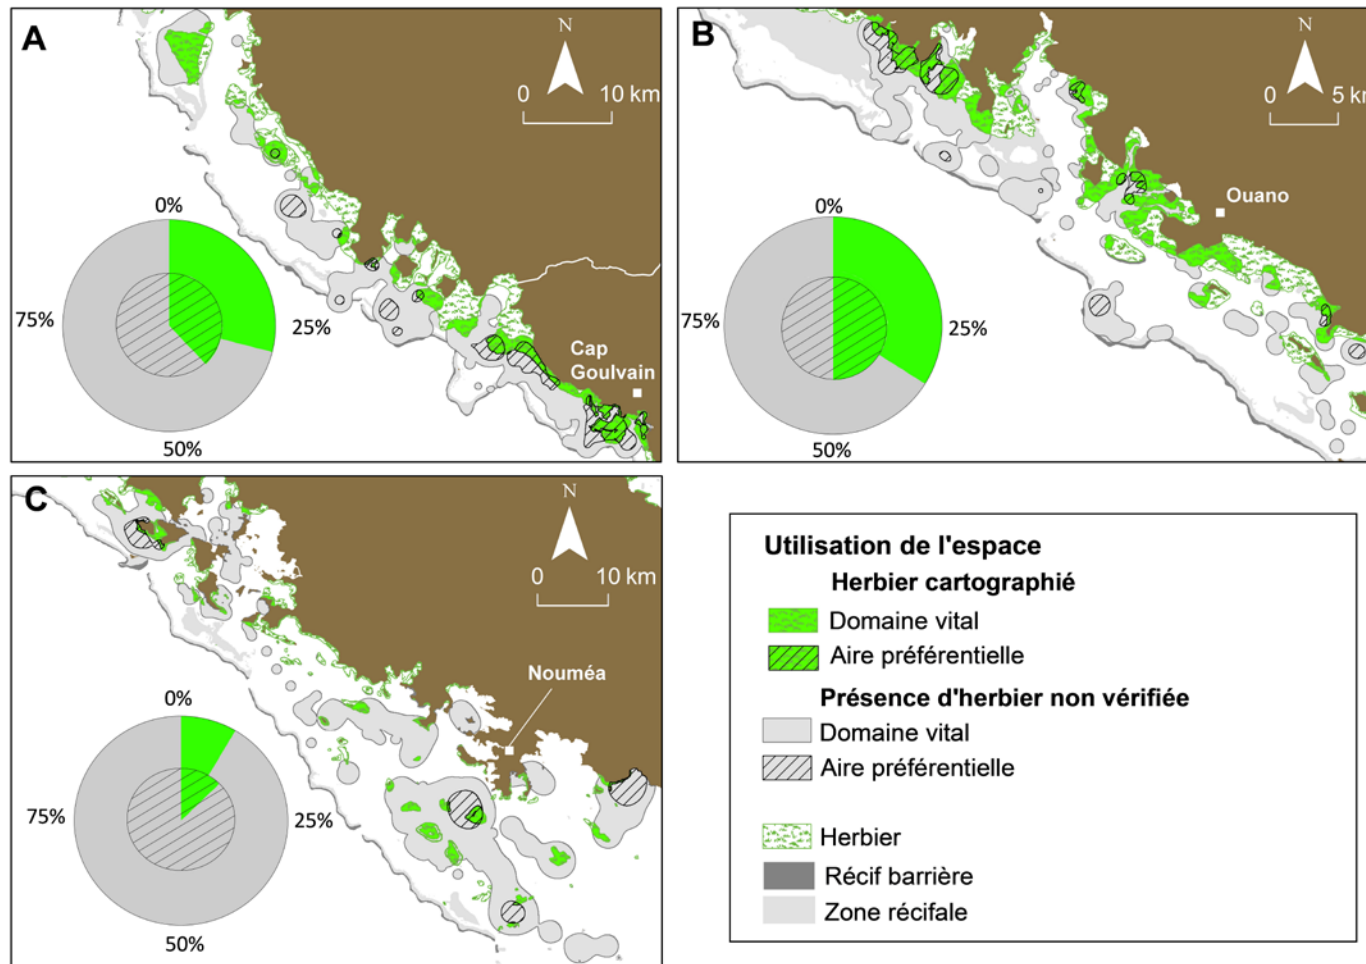 A
N
0 10 km
0%
75%
25%
50%
Cap
Goulvain
B
N
0 5 k
0%
75%
25%
50%
Ouano
C
N
0 10 km
0%
75%
25%
50%
Nouméa
Utilisation de l'espace
Herbier cartographié
Domaine vital
Aire préférentielle
Présence d'herbier non vérifiée
Domaine vital
Aire préférentielle
Herbier
Récif barrière
Zone récifale